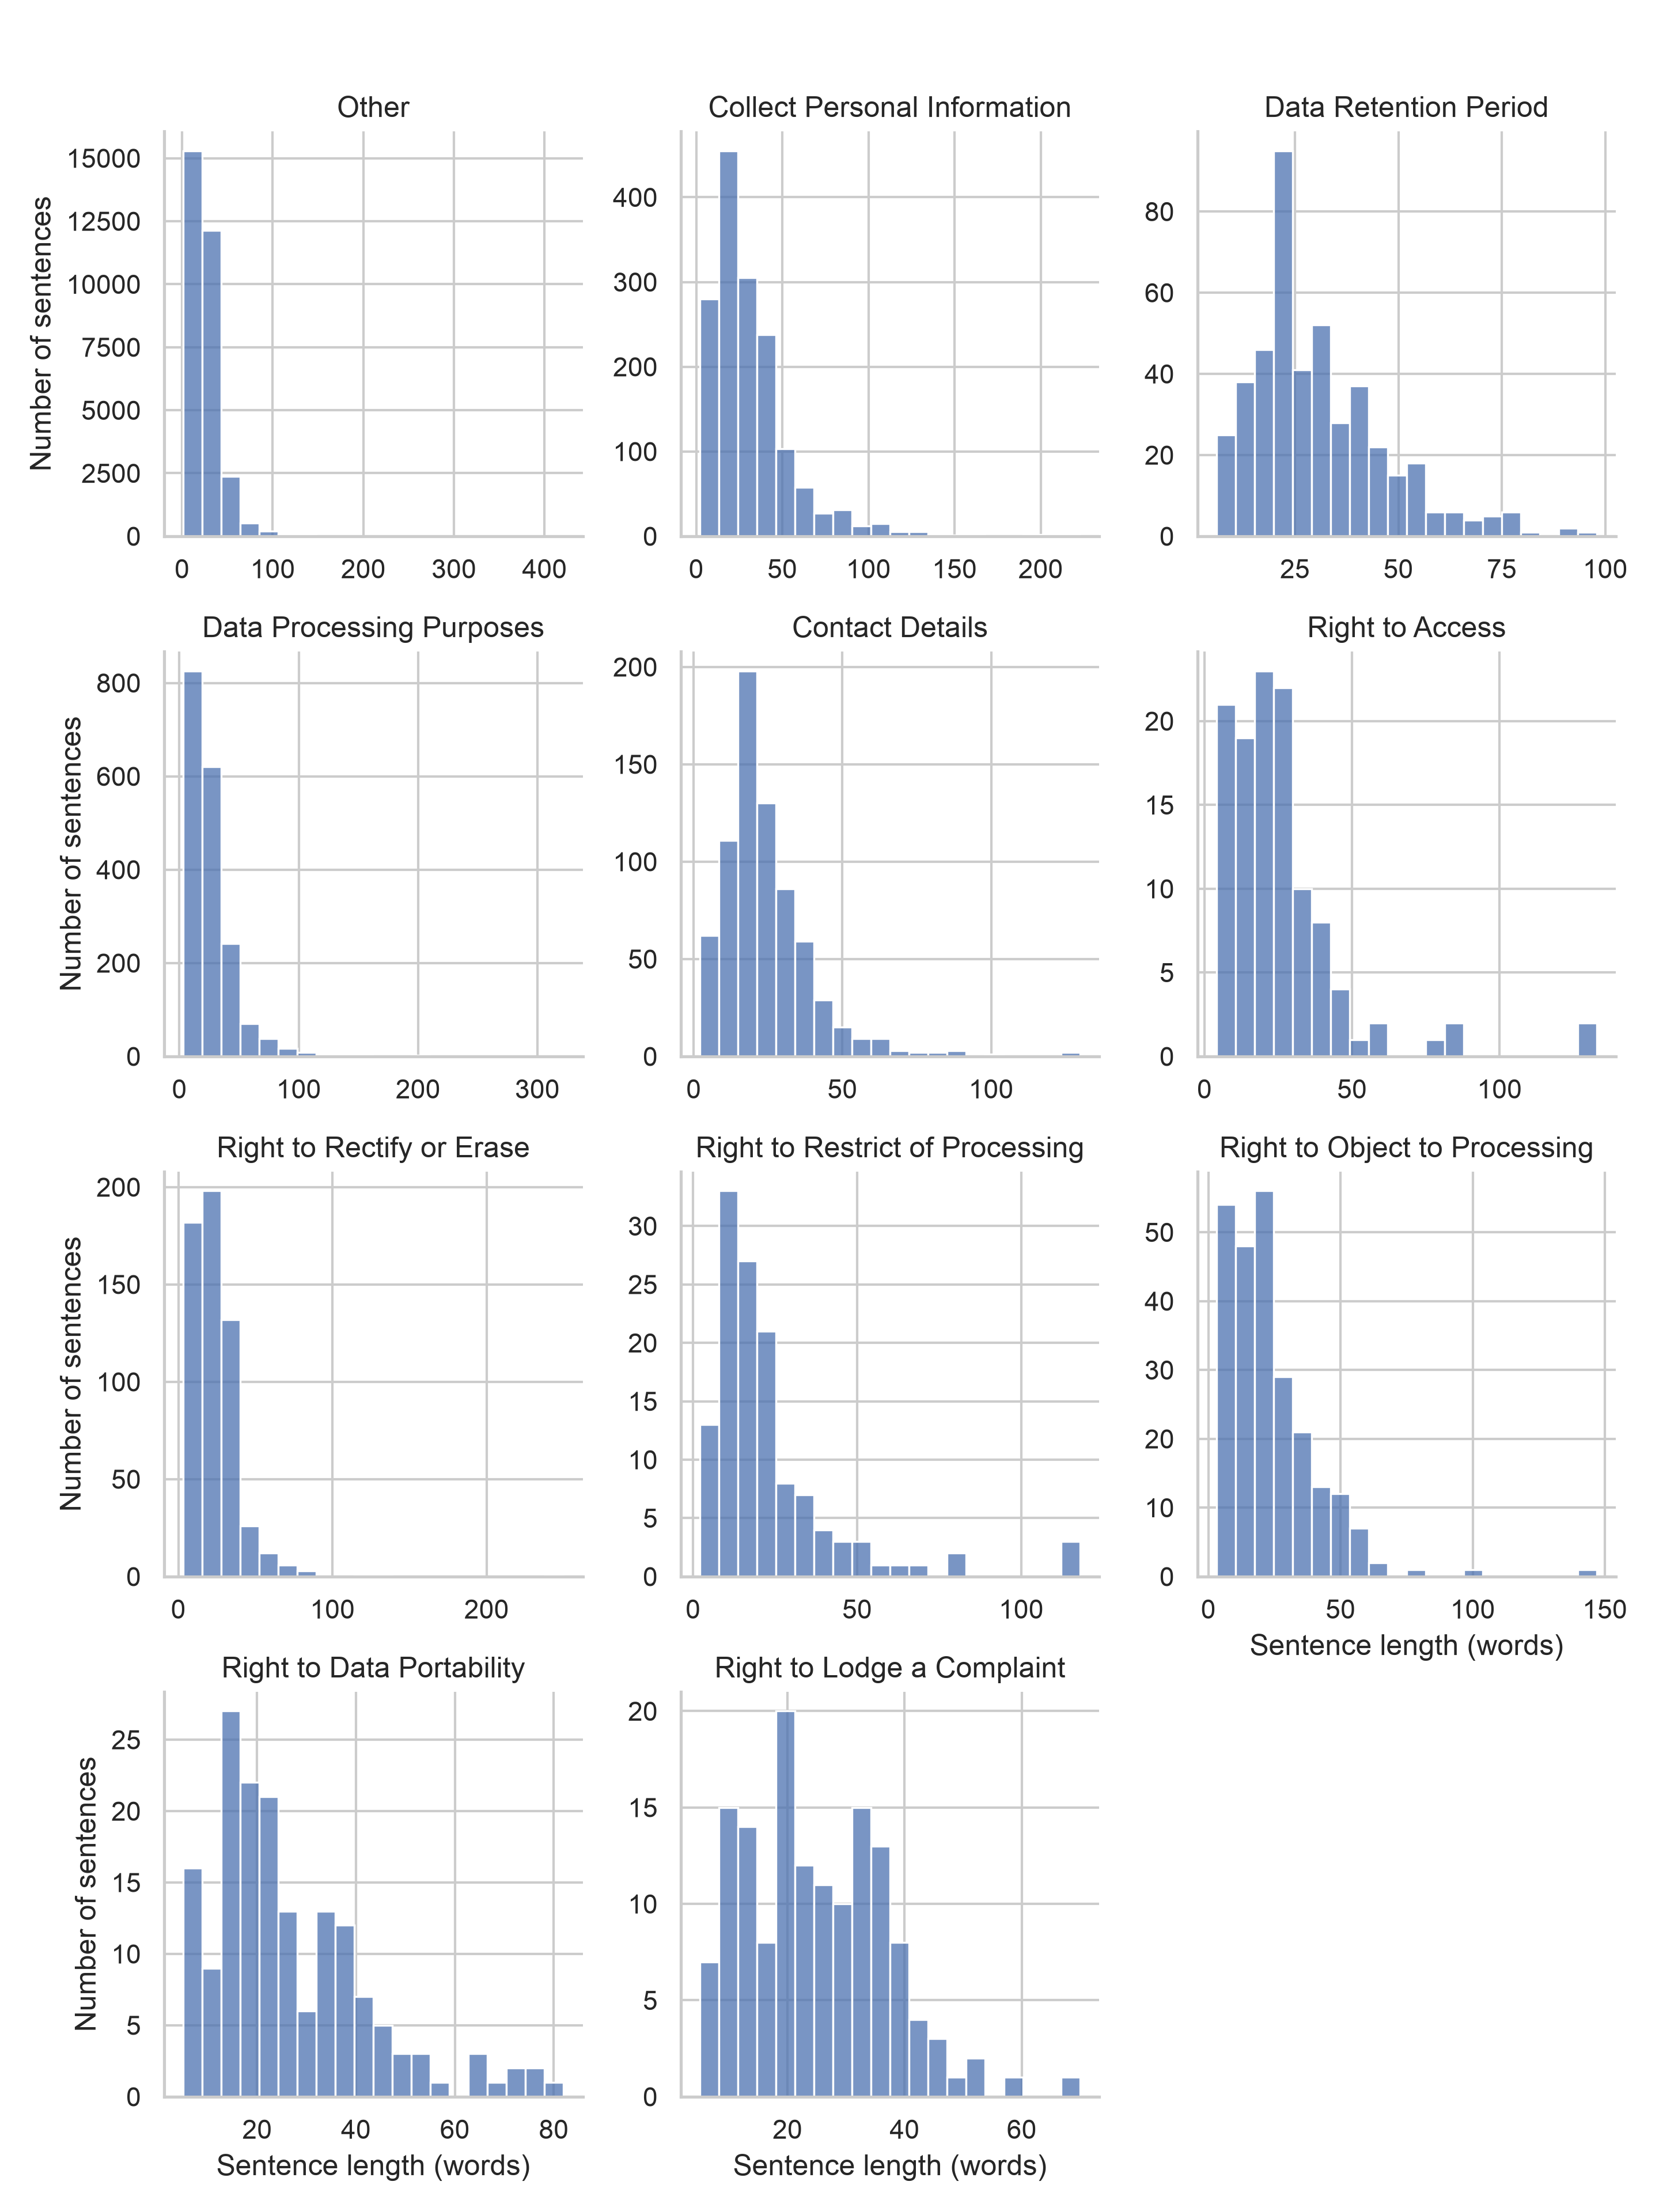 Other
Number of sentences
15000
12500
10000
7500
5000
2500
0
0 100 200 300 400
Collect Personal Information
400
300
200
100
0
0 50 100 150 200
Data Retention Period
80
60
40
20
0
25 50 75 100
Data Processing Purposes
Number of sentences
800
600
400
200
0
0 100 200 300
Contact Details
200
150
100
50
0
0 50 100
Right to Access
20
15
10
5
0
0 50 100
Right to Rectify or Erase
Number of sentences
200
150
100
50
0
0 100 200
Right to Restrict of Processing
30
25
20
15
10
5
0
0 50 100
Right to Object to Processing
50
40
30
20
10
0
0 50 100 150
Sentence length (words)
Right to Data Portability
Number of sentences
25
20
15
10
5
0
20 40 60 80
Sentence length (words)
Right to Lodge a Complaint
20
15
10
5
0
20 40 60
Sentence length (words)